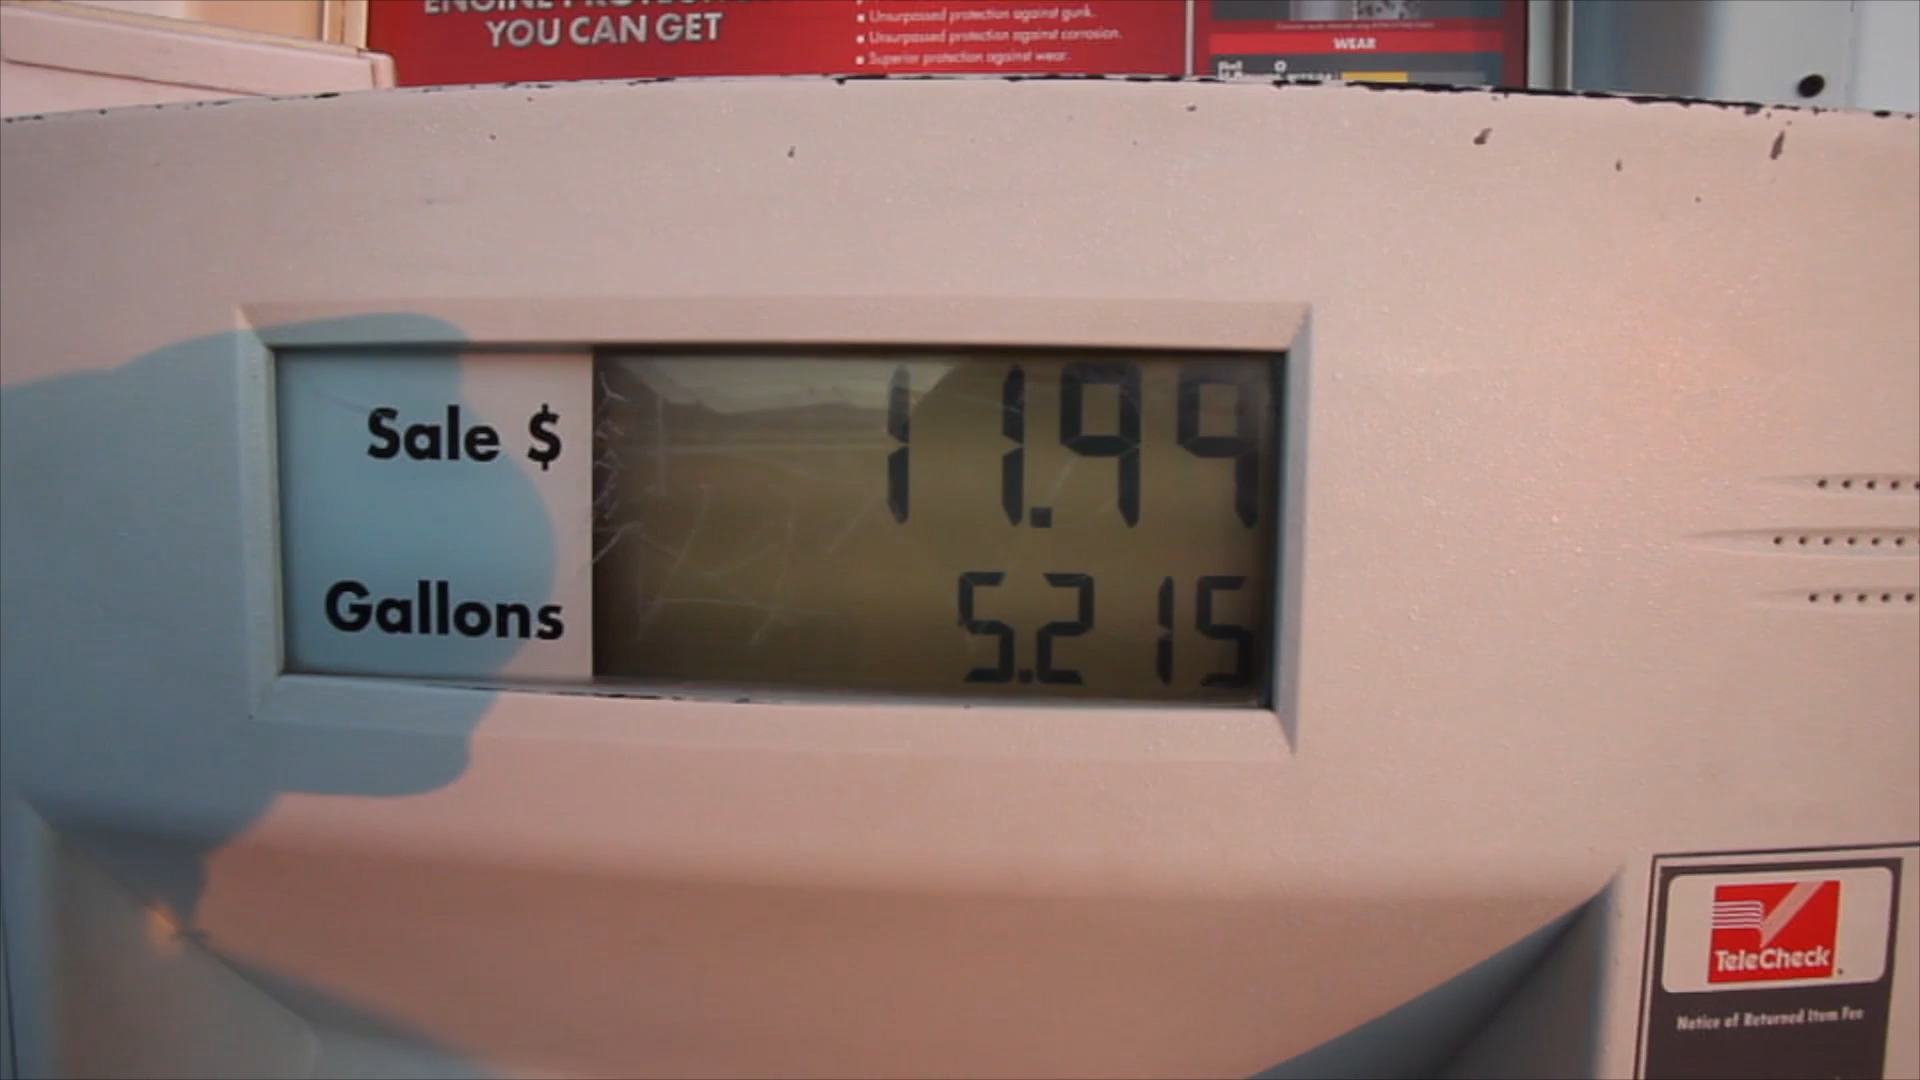 YOU CAN GET
▪ Unsurpassed protection against gunk.
▪ Unsurpassed protection against corrosion.
▪ Superior protection against wear.
WEAR
Sale $ 11.99
Gallons 5.215
TeleCheck
Notice of Returned Item Fee